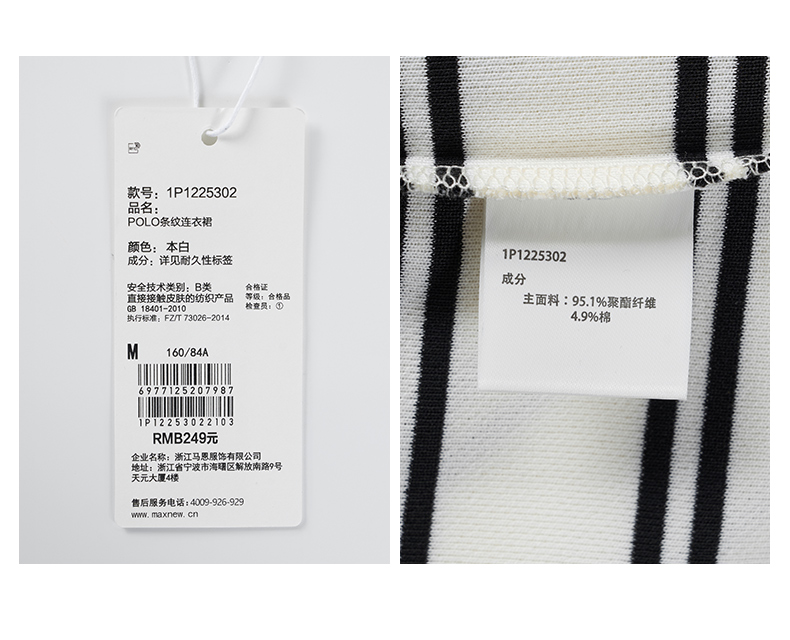 款号：1P1225302
品名：
POLO条纹连衣裙
颜色：本白
成分：详见耐久性标签
安全技术类别：B类
直接接触皮肤的纺织产品
GB 18401-2010
执行标准：FZ/T 73026-2014
合格证
等级：合格品
检查员：①
M 160/84A
6977125207987
1P12253022103
RMB249元
企业名称：浙江马恩服饰有限公司
地址：浙江省宁波市海曙区解放南路9号
天元大厦4楼
售后服务电话：4009-926-929
www.maxnew.cn
1P1225302
成分
主面料：95.1%聚酯纤维
4.9%棉